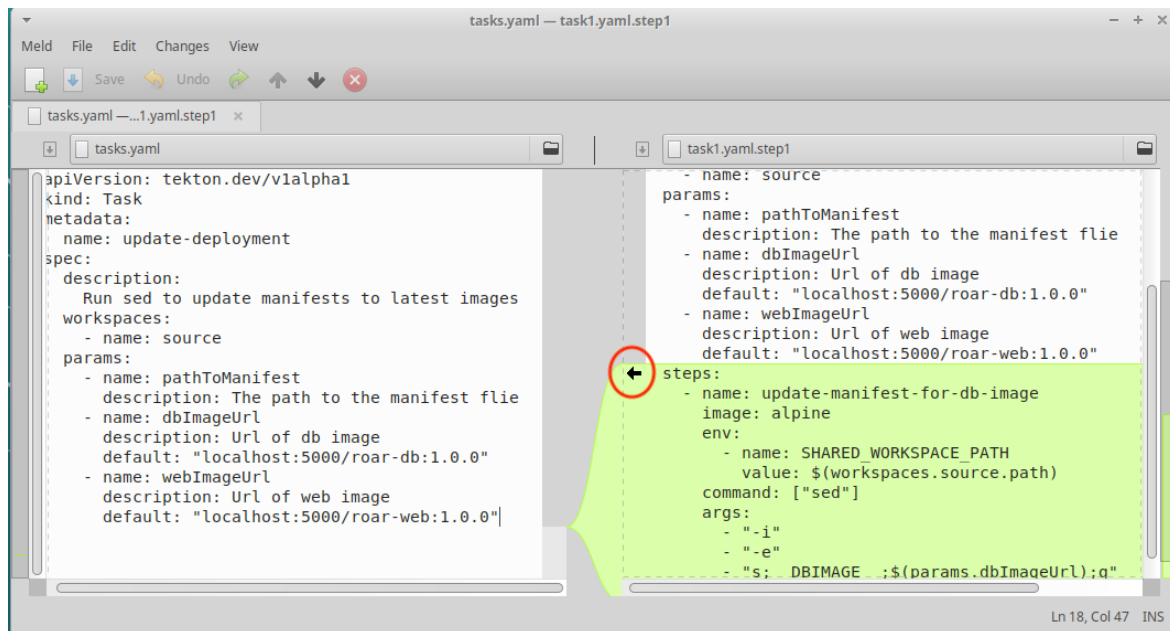 tasks.yaml — task1.yaml.step1
Meld File Edit Changes View
Save Undo
tasks.yaml —...1.yaml.step1
tasks.yaml
task1.yaml.step1
apiVersion: tekton.dev/v1alpha1
kind: Task
metadata:
  name: update-deployment
spec:
  description:
    Run sed to update manifests to latest images
  workspaces:
    - name: source
  params:
    - name: pathToManifest
      description: The path to the manifest flie
    - name: dbImageUrl
      description: Url of db image
      default: "localhost:5000/roar-db:1.0.0"
    - name: webImageUrl
      description: Url of web image
      default: "localhost:5000/roar-web:1.0.0"
    - name: source
  params:
    - name: pathToManifest
      description: The path to the manifest flie
    - name: dbImageUrl
      description: Url of db image
      default: "localhost:5000/roar-db:1.0.0"
    - name: webImageUrl
      description: Url of web image
      default: "localhost:5000/roar-web:1.0.0"
  steps:
    - name: update-manifest-for-db-image
      image: alpine
      env:
        - name: SHARED_WORKSPACE_PATH
          value: $(workspaces.source.path)
      command: ["sed"]
      args:
        - "-i"
        - "-e"
        - "s;__DBIMAGE__;$(params.dbImageUrl);g"
Ln 18, Col 47 INS